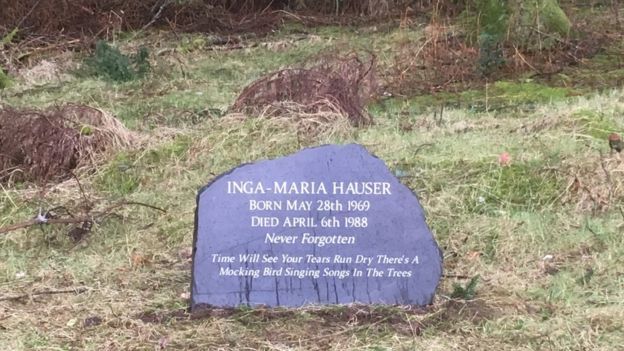 INGA-MARIA HAUSER
BORN MAY 28TH 1969
DIED APRIL 6TH 1988
Never Forgotten
Time Will See Your Tears Run Dry There's A
Mocking Bird Singing Songs In The Trees